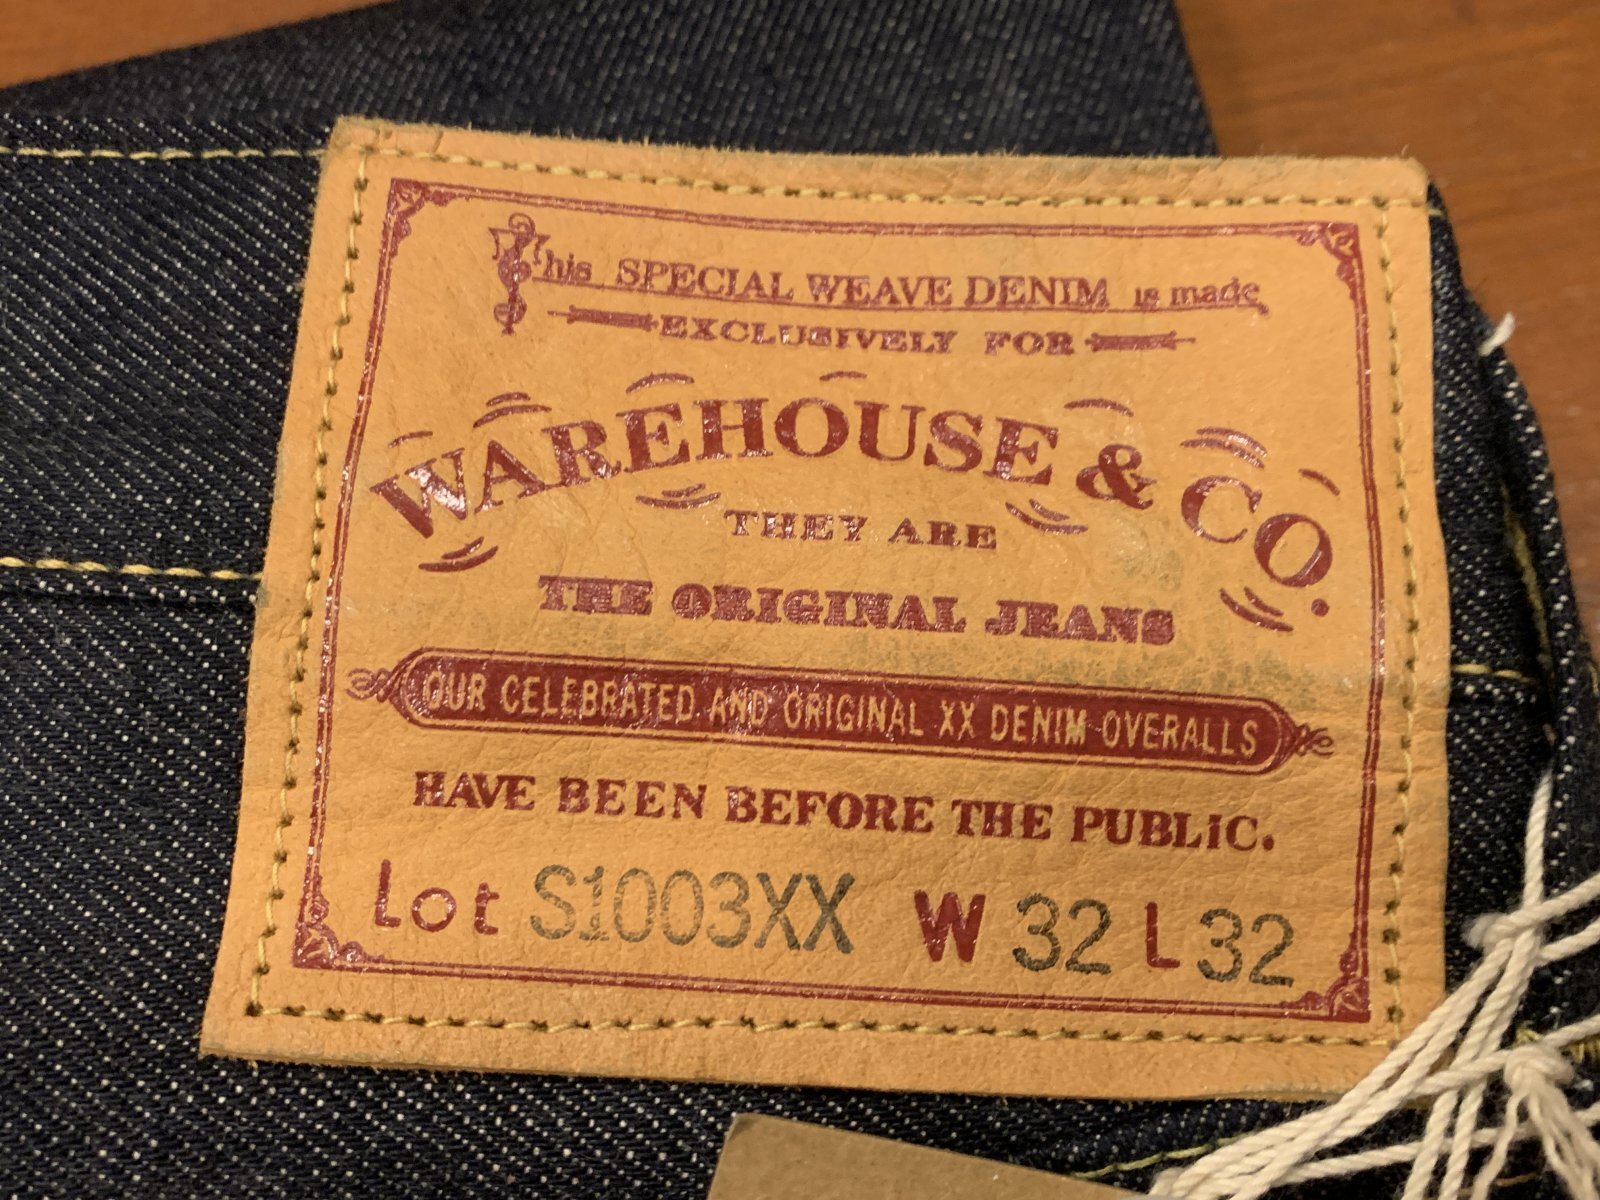 This SPECIAL WEAVE DENIM is made
EXCLUSIVELY FOR
WAREHOUSE & CO.
THEY ARE
THE ORIGINAL JEANS
OUR CELEBRATED AND ORIGINAL XX DENIM OVERALLS
HAVE BEEN BEFORE THE PUBLIC.
Lot S1003XX W 32 L 32